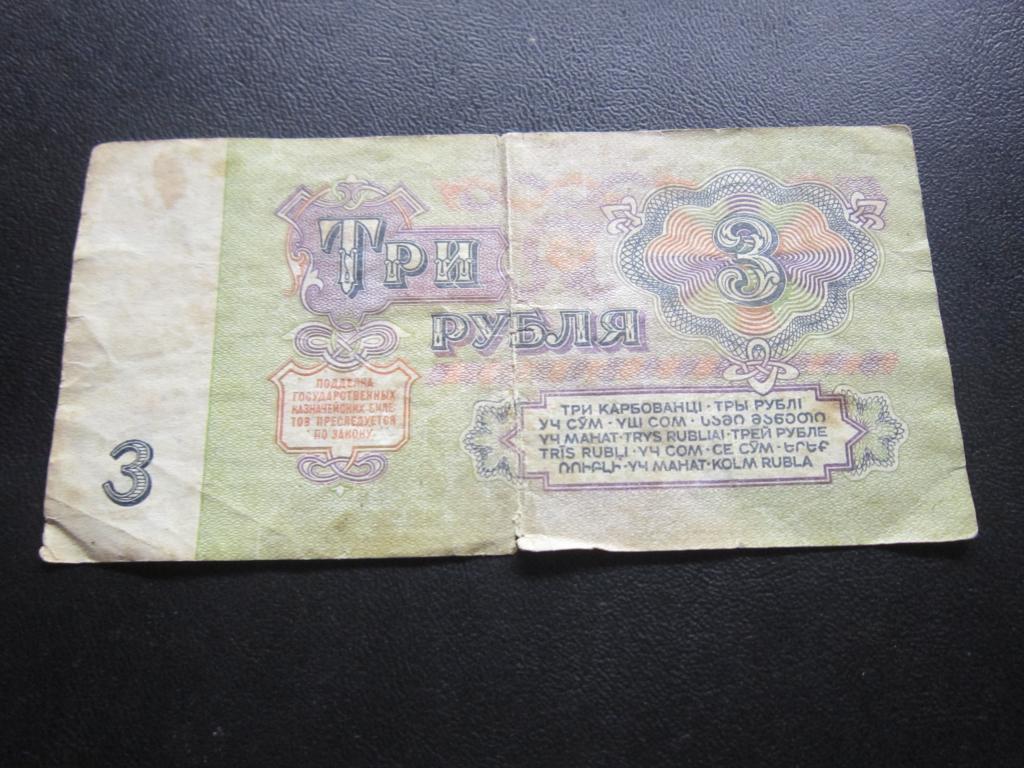 ТРИ
РУБЛЯ
3
ПОДДЕЛКА
ГОСУДАРСТВЕННЫХ
КАЗНАЧЕЙСКИХ БИЛЕ-
ТОВ ПРЕСЛЕДУЕТСЯ
ПО ЗАКОНУ.
ТРИ КАРБОВАНЦІ · ТРЫ РУБЛІ
УЧ СЎМ · ҮШ СОМ · ᲡᲐᲛᲘ ᲛᲐᲜᲔᲗᲘ
ҮЧ МАНАТ · TRYS RUBLIAI · ТРЕЙ РУБЛЕ
TRĪS RUBĻI · ҮЧ СОМ · СЕ СЎМ · ԵՐԵՔ
ՌՈՒԲԼԻ · ҮЧ МАНАТ · KOLM RUBLA
3